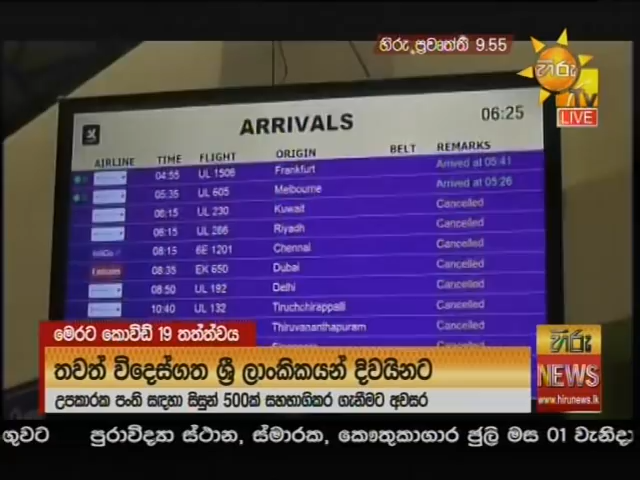 හිරු ප්‍රවෘත්ති 9.55
හිරු
tv
LIVE
ARRIVALS
06:25
AIRLINE TIME FLIGHT ORIGIN BELT REMARKS
04:55 UL 1506 Frankfurt Arrived at 05:41
05:35 UL 605 Melbourne Arrived at 05:26
06:15 UL 230 Kuwait Cancelled
06:15 UL 266 Riyadh Cancelled
08:15 6E 1201 Chennai Cancelled
Emirates 08:35 EK 650 Dubai Cancelled
08:50 UL 192 Delhi Cancelled
10:40 UL 132 Tiruchchirappalli Cancelled
Thiruvananthapuram Cancelled
මෙරට කොවිඩ් 19 තත්ත්වය
තවත් විදෙස්ගත ශ්‍රී ලාංකිකයන් දිවයිනට
උපකාරක පංති සඳහා සිසුන් 500ක් සහභාගිකර ගැනීමට අවසර
හිරු
NEWS
www.hirunews.lk
ගුවට පුරාවිද්‍යා ස්ථාන, ස්මාරක, කෞතුකාගාර ජුලි මස 01 වැනිදා